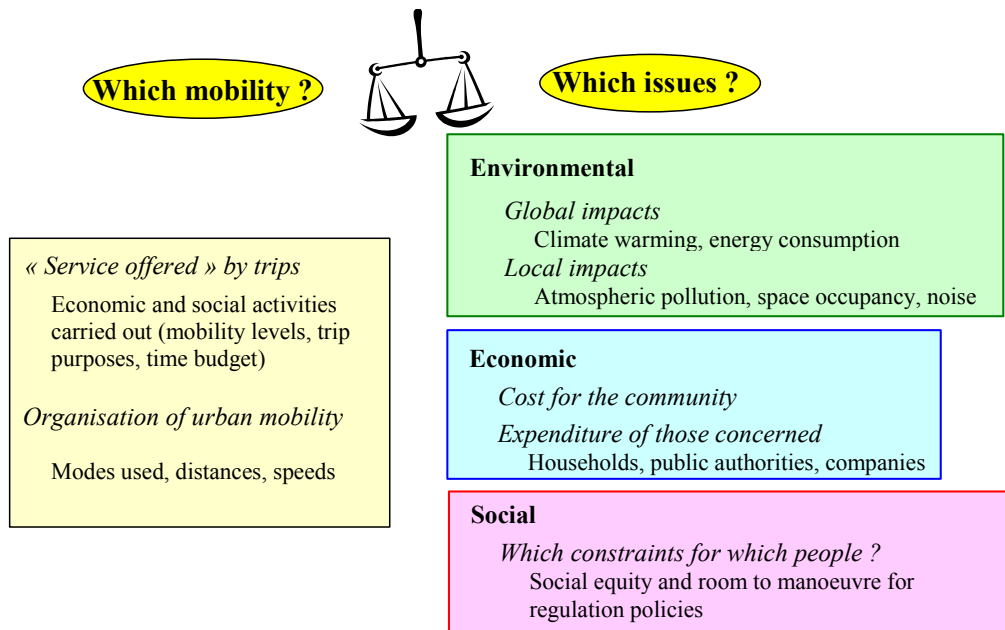 Which mobility ?
Which issues ?
« Service offered » by trips
Economic and social activities
carried out (mobility levels, trip
purposes, time budget)
Organisation of urban mobility
Modes used, distances, speeds
Environmental
Global impacts
Climate warming, energy consumption
Local impacts
Atmospheric pollution, space occupancy, noise
Economic
Cost for the community
Expenditure of those concerned
Households, public authorities, companies
Social
Which constraints for which people ?
Social equity and room to manoeuvre for
regulation policies